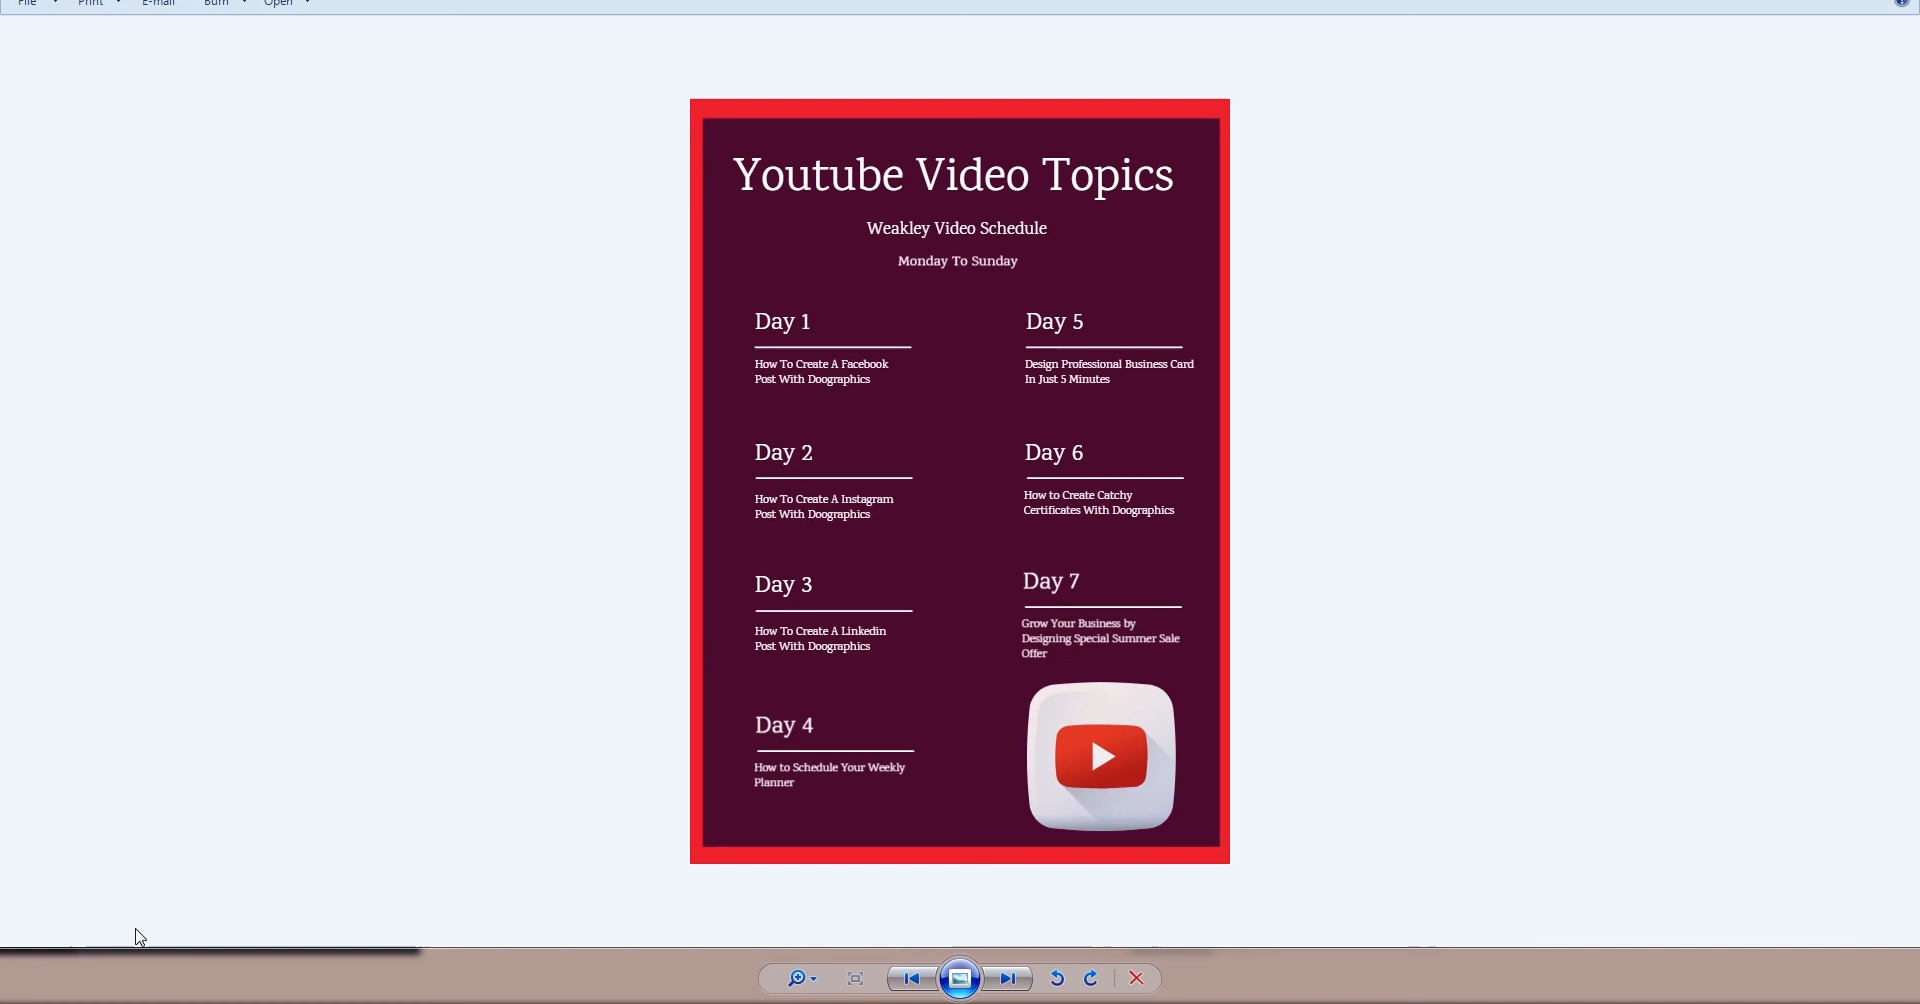 File Print E-mail Burn Open
Youtube Video Topics
Weakley Video Schedule
Monday To Sunday
Day 1
How To Create A Facebook
Post With Doographics
Day 2
How To Create A Instagram
Post With Doographics
Day 3
How To Create A Linkedin
Post With Doographics
Day 4
How to Schedule Your Weekly
Planner
Day 5
Design Professional Business Card
In Just 5 Minutes
Day 6
How to Create Catchy
Certificates With Doographics
Day 7
Grow Your Business by
Designing Special Summer Sale
Offer